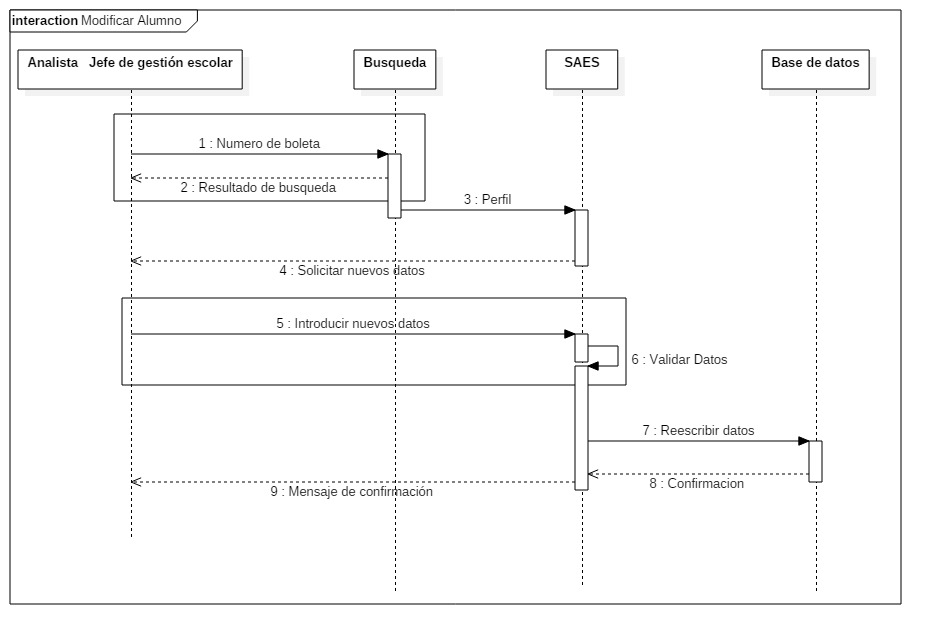 interaction Modificar Alumno
Analista   Jefe de gestión escolar
Busqueda
SAES
Base de datos
1 : Numero de boleta
2 : Resultado de busqueda
3 : Perfil
4 : Solicitar nuevos datos
5 : Introducir nuevos datos
6 : Validar Datos
7 : Reescribir datos
8 : Confirmacion
9 : Mensaje de confirmación